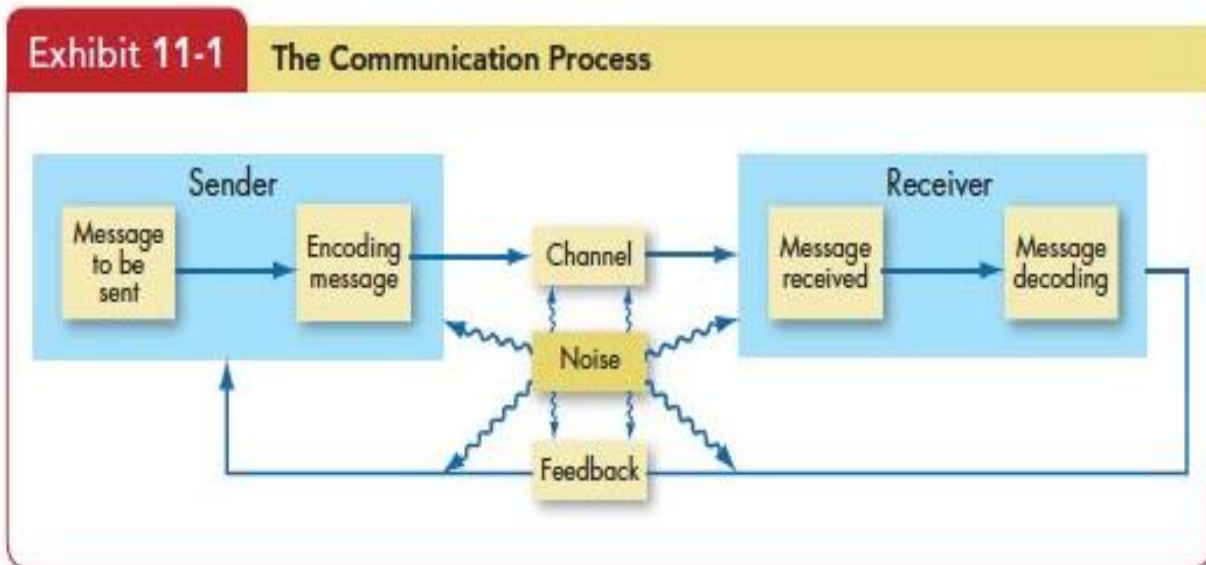 Exhibit 11-1
The Communication Process
Sender
Message
to be
sent
Encoding
message
Channel
Receiver
Message
received
Message
decoding
Noise
Feedback